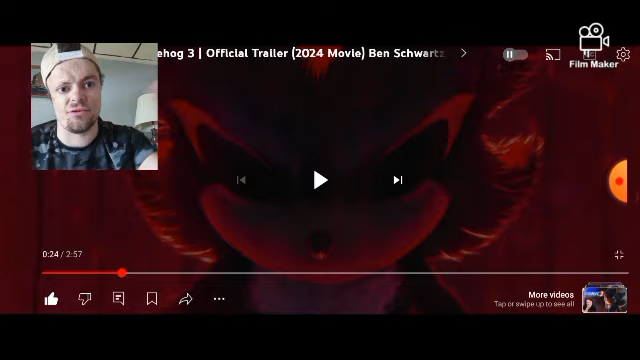 ehog 3 | Official Trailer (2024 Movie) Ben Schwartz,
Film Maker
0:24 / 2:57
More videos
Tap or swipe up to see all